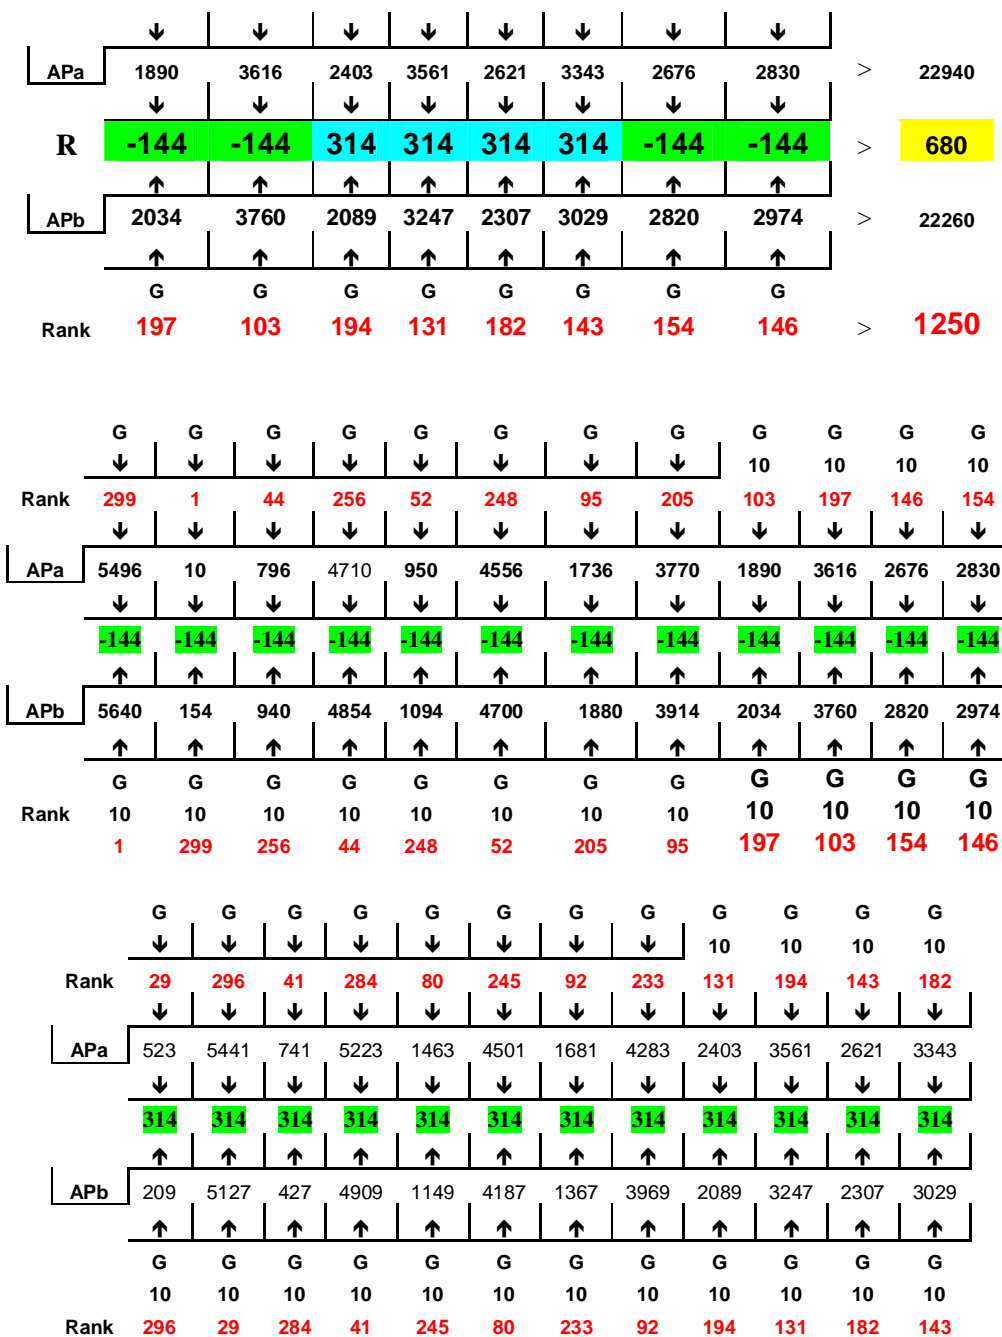 🡫 🡫 🡫 🡫 🡫 🡫 🡫 🡫
APa 1890 3616 2403 3561 2621 3343 2676 2830 > 22940
🡫 🡫 🡫 🡫 🡫 🡫 🡫 🡫
R -144 -144 314 314 314 314 -144 -144 > 680
🡩 🡩 🡩 🡩 🡩 🡩 🡩 🡩
APb 2034 3760 2089 3247 2307 3029 2820 2974 > 22260
🡩 🡩 🡩 🡩 🡩 🡩 🡩 🡩
G G G G G G G G
Rank 197 103 194 131 182 143 154 146 > 1250
G G G G G G G G G G G G
🡫 🡫 🡫 🡫 🡫 🡫 🡫 🡫 10 10 10 10
Rank 299 1 44 256 52 248 95 205 103 197 146 154
🡫 🡫 🡫 🡫 🡫 🡫 🡫 🡫 🡫 🡫 🡫 🡫
APa 5496 10 796 4710 950 4556 1736 3770 1890 3616 2676 2830
🡫 🡫 🡫 🡫 🡫 🡫 🡫 🡫 🡫 🡫 🡫 🡫
-144 -144 -144 -144 -144 -144 -144 -144 -144 -144 -144 -144
🡩 🡩 🡩 🡩 🡩 🡩 🡩 🡩 🡩 🡩 🡩 🡩
APb 5640 154 940 4854 1094 4700 1880 3914 2034 3760 2820 2974
🡩 🡩 🡩 🡩 🡩 🡩 🡩 🡩 🡩 🡩 🡩 🡩
G G G G G G G G G G G G
Rank 10 10 10 10 10 10 10 10 10 10 10 10
1 299 256 44 248 52 205 95 197 103 154 146
G G G G G G G G G G G G
🡫 🡫 🡫 🡫 🡫 🡫 🡫 🡫 10 10 10 10
Rank 29 296 41 284 80 245 92 233 131 194 143 182
🡫 🡫 🡫 🡫 🡫 🡫 🡫 🡫 🡫 🡫 🡫 🡫
APa 523 5441 741 5223 1463 4501 1681 4283 2403 3561 2621 3343
🡫 🡫 🡫 🡫 🡫 🡫 🡫 🡫 🡫 🡫 🡫 🡫
314 314 314 314 314 314 314 314 314 314 314 314
🡩 🡩 🡩 🡩 🡩 🡩 🡩 🡩 🡩 🡩 🡩 🡩
APb 209 5127 427 4909 1149 4187 1367 3969 2089 3247 2307 3029
🡩 🡩 🡩 🡩 🡩 🡩 🡩 🡩 🡩 🡩 🡩 🡩
G G G G G G G G G G G G
10 10 10 10 10 10 10 10 10 10 10 10
Rank 296 29 284 41 245 80 233 92 194 131 182 143